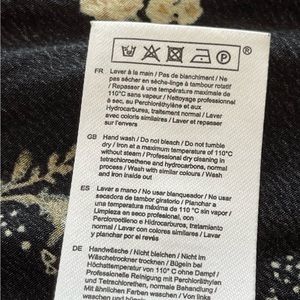 P ®
FR Laver à la main / Pas de blanchiment / Ne
pas sécher en sèche-linge à tambour rotatif
/ Repasser à une température maximale de
110°C sans vapeur / Nettoyage professionnel
à sec, au Perchloréthylène et aux
hydrocarbures, traitement normal / Laver avec
coloris similaires / Laver et repasser
sur l'envers
GB Hand wash / Do not bleach / Do not tumble
dry / Iron at a maximum temperature of 110°C
without steam / Professional dry cleaning in
tetrachloroethene and hydrocarbons, normal
process / Wash with similar colours / Wash
and Iron inside out
ES Lavar a mano / No usar blanqueador / No usar
secadora de tambor giratorio / Planchar a
una temperatura máxima de 110 °C sin vapor /
Limpieza en seco profesional en
Percloroetileno e Hidrocarburos, tratamiento
normal / Lavar con colores similares / Lavar
y planchar por el revés
DE Handwäsche / Nicht bleichen / Nicht im
Wäschetrockner trocknen / Bügeln bei
Höchsttemperatur von 110° C ohne Dampf /
Professionelle Reinigung mit Perchlorethylen
und
Mit ähnlichen Farben waschen / Von links
waschen und